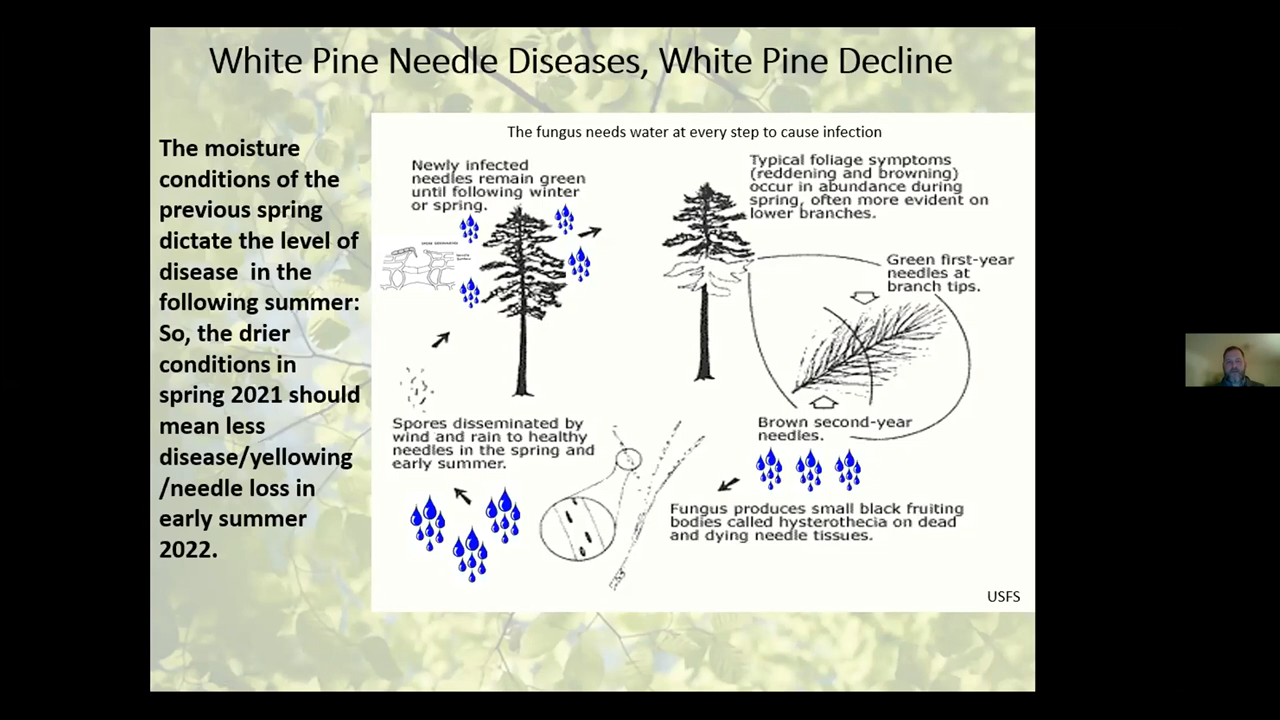 White Pine Needle Diseases, White Pine Decline
The moisture
conditions of the
previous spring
dictate the level of
disease in the
following summer:
So, the drier
conditions in
spring 2021 should
mean less
disease/yellowing
/needle loss in
early summer
2022.
The fungus needs water at every step to cause infection
Newly infected
needles remain green
until following winter
or spring.
Typical foliage symptoms
(reddening and browning)
occur in abundance during
spring, often more evident on
lower branches.
Green first-year
needles at
branch tips.
Brown second-year
needles.
Spores disseminated by
wind and rain to healthy
needles in the spring and
early summer.
Fungus produces small black fruiting
bodies called hysterothecia on dead
and dying needle tissues.
USFS